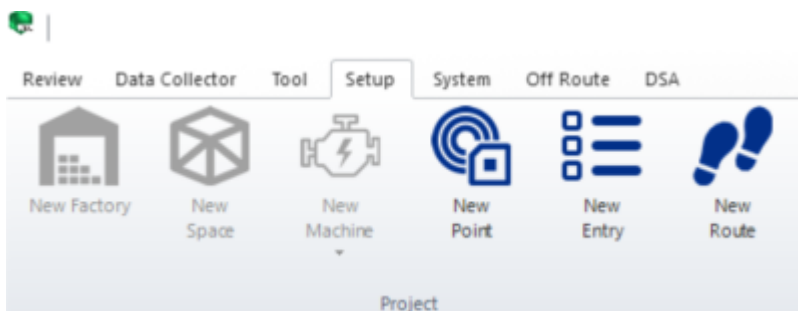 Review Data Collector Tool Setup System Off Route DSA
New Factory New Space New Machine New Point New Entry New Route
Project